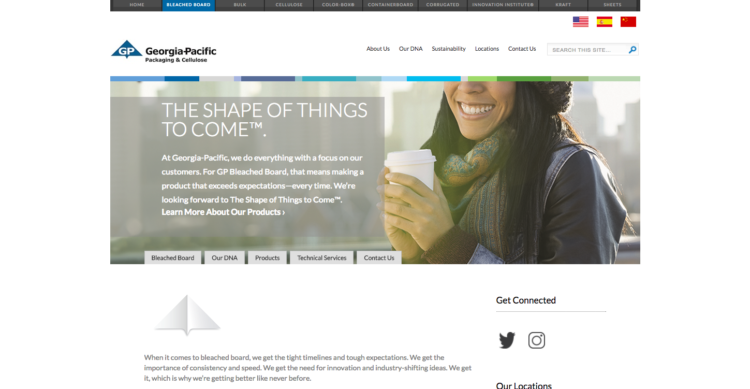 HOME BLEACHED BOARD BULK CELLULOSE COLOR-BOX® CONTAINERBOARD CORRUGATED INNOVATION INSTITUTE® KRAFT SHEETS
GP Georgia-Pacific
Packaging & Cellulose
About Us Our DNA Sustainability Locations Contact Us SEARCH THIS SITE...
THE SHAPE OF THINGS
TO COME™.
At Georgia-Pacific, we do everything with a focus on our
customers. For GP Bleached Board, that means making a
product that exceeds expectations—every time. We're
looking forward to The Shape of Things to Come™.
Learn More About Our Products ›
Bleached Board Our DNA Products Technical Services Contact Us
Get Connected
When it comes to bleached board, we get the tight timelines and tough expectations. We get the
importance of consistency and speed. We get the need for innovation and industry-shifting ideas. We get
it, which is why we're getting better like never before.
Our Locations